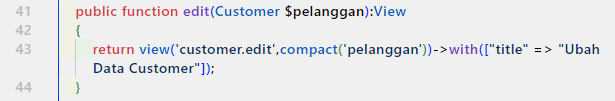 41 public function edit(Customer $pelanggan):View
42 {
43 return view('customer.edit',compact('pelanggan'))->with(["title" => "Ubah
Data Customer"]);
44 }